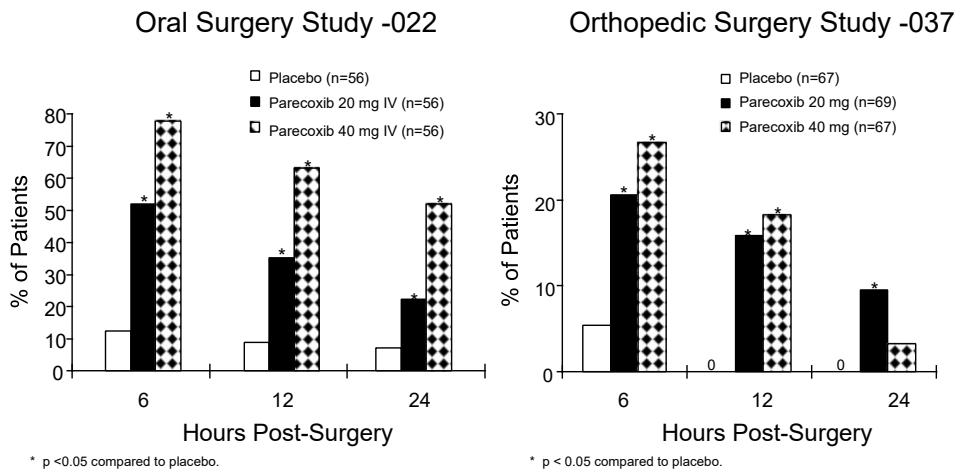 Oral Surgery Study -022
Placebo (n=56)
Parecoxib 20 mg IV (n=56)
Parecoxib 40 mg IV (n=56)
% of Patients
80
70
60
50
40
30
20
10
0
*
*
*
*
*
*
6
12
24
Hours Post-Surgery
* p <0.05 compared to placebo.
Orthopedic Surgery Study -037
Placebo (n=67)
Parecoxib 20 mg (n=69)
Parecoxib 40 mg (n=67)
% of Patients
30
20
10
0
*
*
*
*
*
0
0
6
12
24
Hours Post-Surgery
* p < 0.05 compared to placebo.